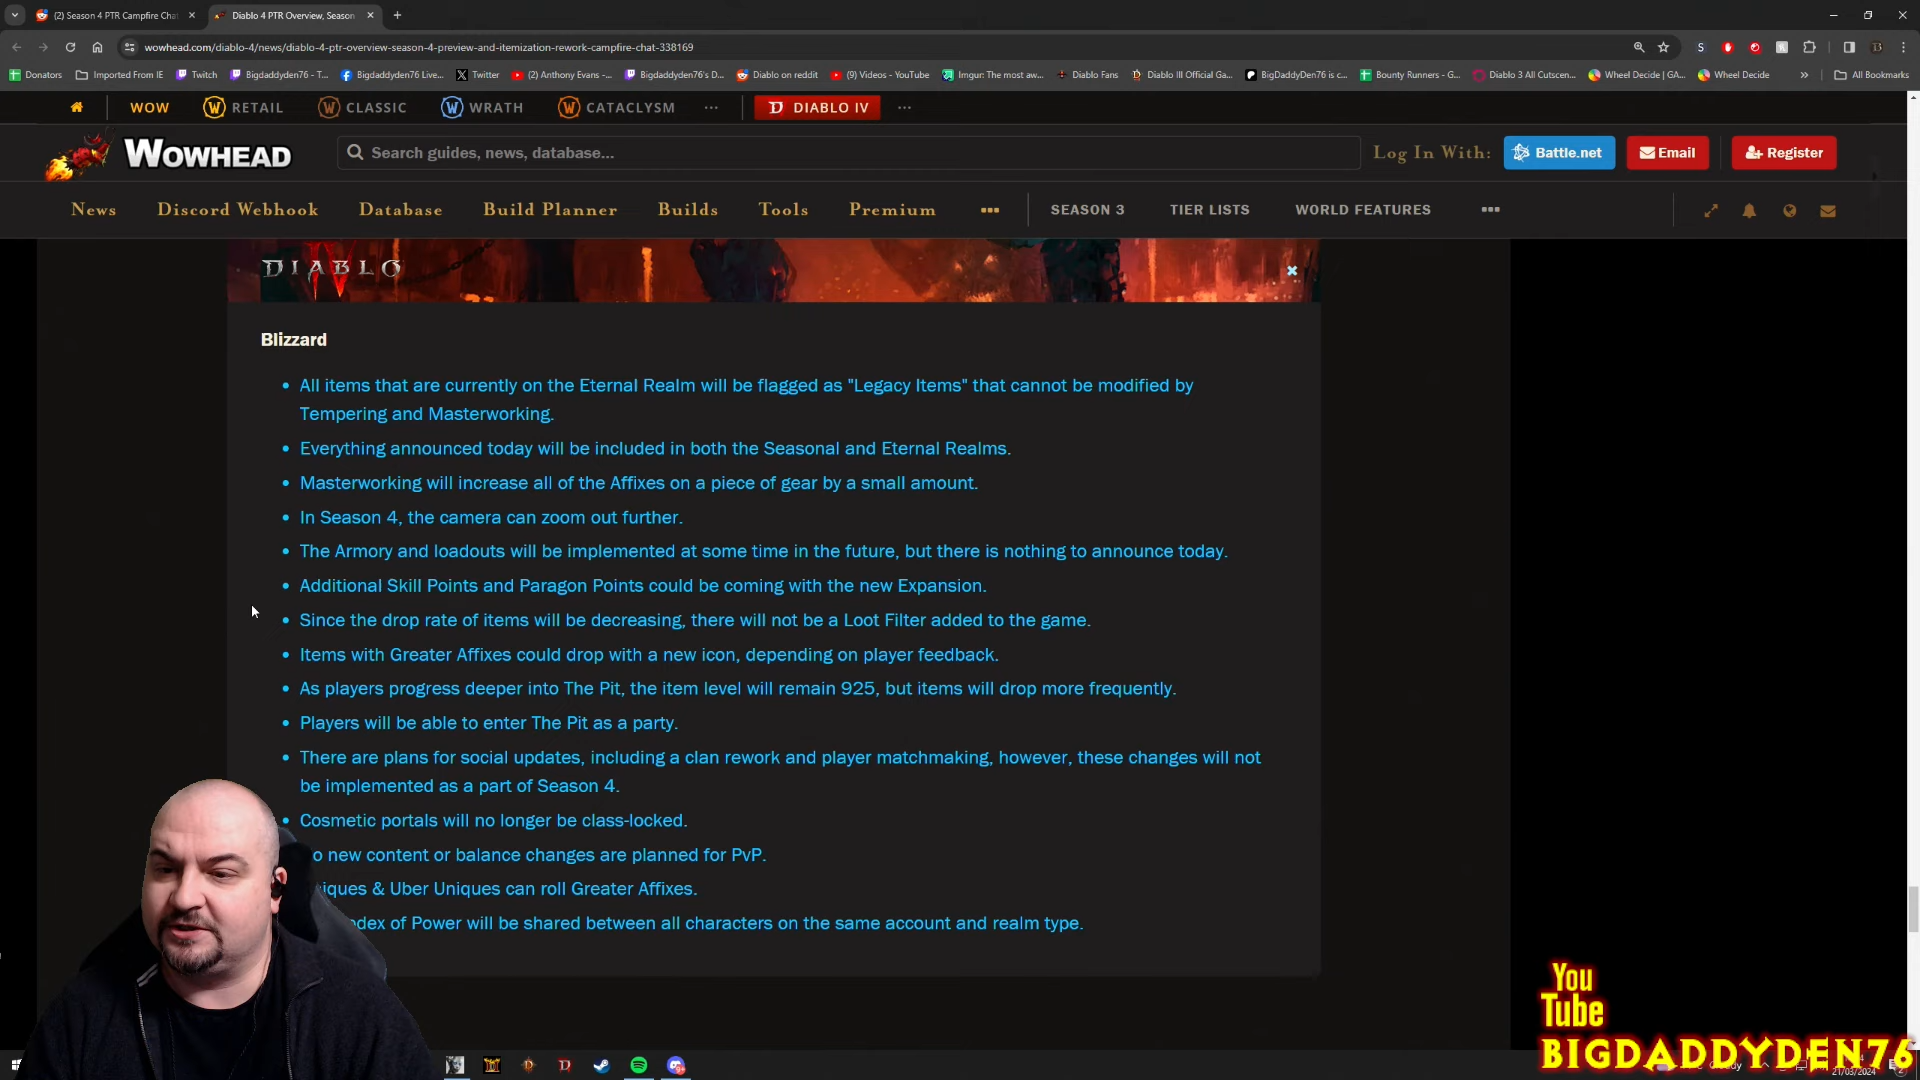 (2) Season 4 PTR Campfire Cha
Diablo 4 PTR Overview, Season
wowhead.com/diablo-4/news/diablo-4-ptr-overview-season-4-preview-and-itemization-rework-campfire-chat-338169
Donators
Imported From IE
Twitch
Bigdaddyden76 - T...
Bigdaddyden76 Live...
Twitter
(2) Anthony Evans -...
Bigdaddyden76's D...
Diablo on reddit
(9) Videos - YouTube
Imgur: The most aw...
Diablo Fans
Diablo III Official Ga...
BigDaddyDen76 is c...
Bounty Runners - G...
Diablo 3 All Cutscen...
Wheel Decide | GA...
Wheel Decide
All Bookmarks
WOW
RETAIL
CLASSIC
WRATH
CATACLYSM
DIABLO IV
WOWHEAD
Search guides, news, database...
Log In With:
Battle.net
Email
Register
News
Discord Webhook
Database
Build Planner
Builds
Tools
Premium
SEASON 3
TIER LISTS
WORLD FEATURES
DIABLO
Blizzard
All items that are currently on the Eternal Realm will be flagged as "Legacy Items" that cannot be modified by
Tempering and Masterworking.
Everything announced today will be included in both the Seasonal and Eternal Realms.
Masterworking will increase all of the Affixes on a piece of gear by a small amount.
In Season 4, the camera can zoom out further.
The Armory and loadouts will be implemented at some time in the future, but there is nothing to announce today.
Additional Skill Points and Paragon Points could be coming with the new Expansion.
Since the drop rate of items will be decreasing, there will not be a Loot Filter added to the game.
Items with Greater Affixes could drop with a new icon, depending on player feedback.
As players progress deeper into The Pit, the item level will remain 925, but items will drop more frequently.
Players will be able to enter The Pit as a party.
There are plans for social updates, including a clan rework and player matchmaking, however, these changes will not
be implemented as a part of Season 4.
Cosmetic portals will no longer be class-locked.
o new content or balance changes are planned for PvP.
iques & Uber Uniques can roll Greater Affixes.
odex of Power will be shared between all characters on the same account and realm type.
You
Tube
BIGDADDYDEN76
21/03/2024